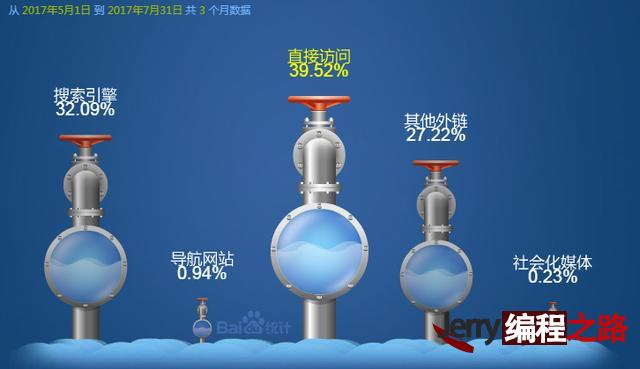 从 2017年5月1日 到 2017年7月31日 共 3 个月数据
直接访问
39.52%
搜索引擎
32.09%
其他外链
27.22%
导航网站
0.94%
社会化媒体
0.23%
Baidu统计
Jerry编程之路